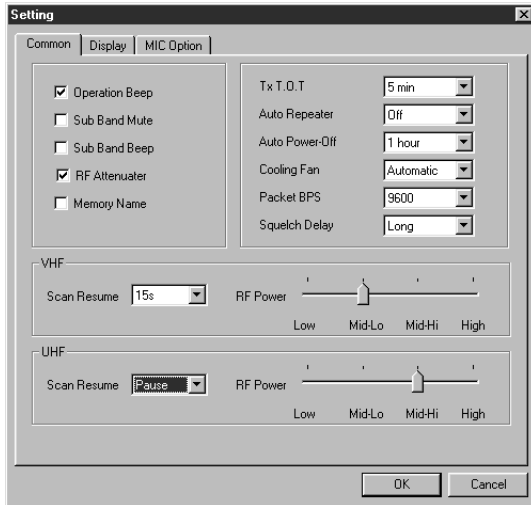 Setting
Common Display MIC Option
Operation Beep
Sub Band Mute
Sub Band Beep
RF Attenuater
Memory Name
Tx T.O.T 5 min
Auto Repeater Off
Auto Power-Off 1 hour
Cooling Fan Automatic
Packet BPS 9600
Squelch Delay Long
VHF
Scan Resume 15s RF Power
Low Mid-Lo Mid-Hi High
UHF
Scan Resume Pause RF Power
Low Mid-Lo Mid-Hi High
OK Cancel